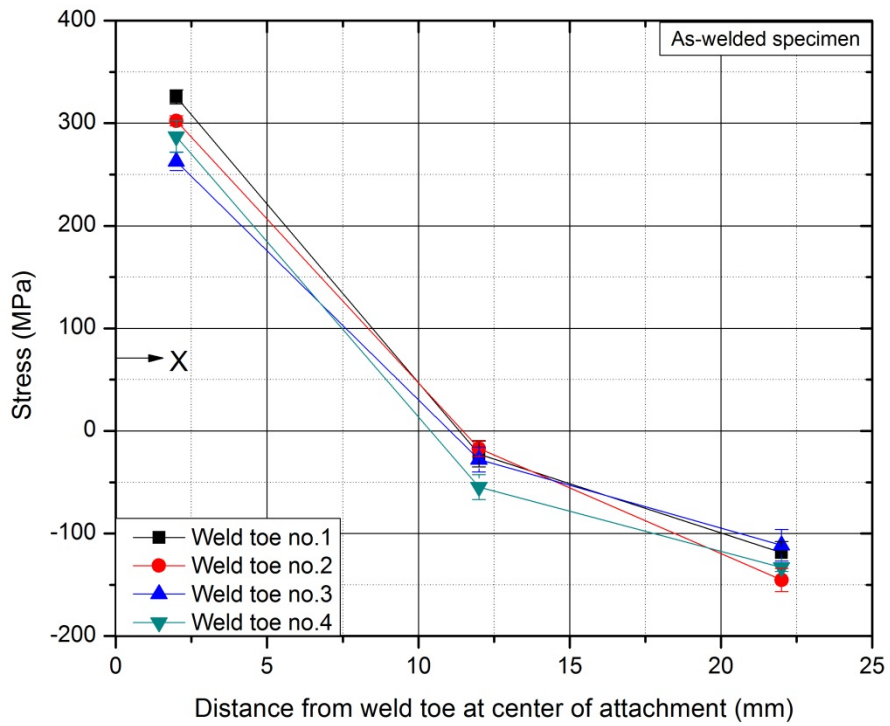 As-welded specimen
400
300
200
100
0
-100
-200
Stress (MPa)
X
Weld toe no.1
Weld toe no.2
Weld toe no.3
Weld toe no.4
0 5 10 15 20 25
Distance from weld toe at center of attachment (mm)